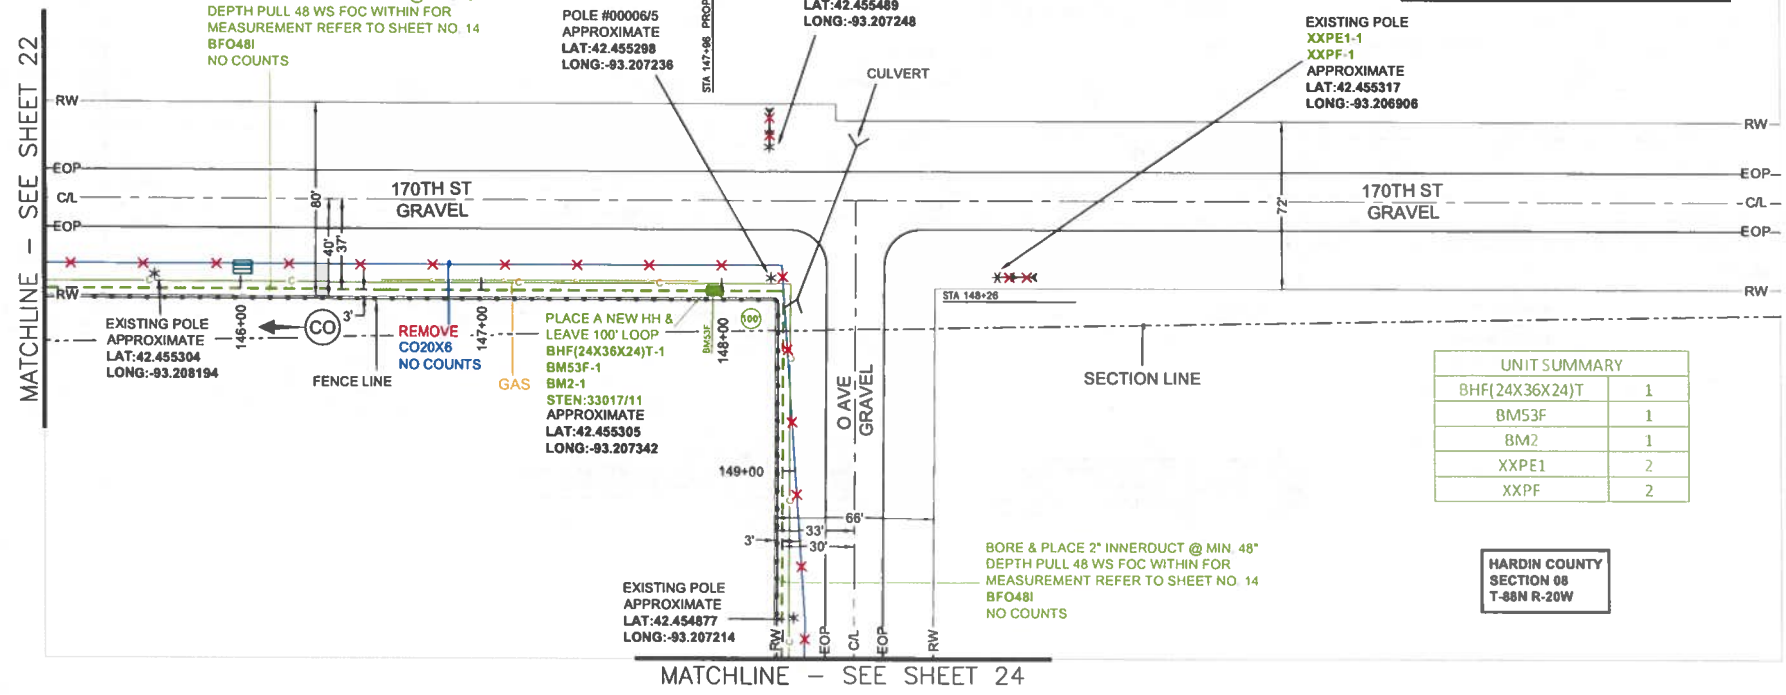 DEPTH PULL 48 WS FOC WITHIN FOR
MEASUREMENT REFER TO SHEET NO. 14
BFO48I
NO COUNTS
POLE #00006/5
APPROXIMATE
LAT:42.455298
LONG:-93.207236
STA 147+96 PROP
LAT:42.455489
LONG:-93.207248
CULVERT
EXISTING POLE
XXPE1-1
XXPF-1
APPROXIMATE
LAT:42.455317
LONG:-93.206906
MATCHLINE - SEE SHEET 22
RW
EOP
C/L
EOP
RW
80'
40'
37'
3'
170TH ST
GRAVEL
72'
170TH ST
GRAVEL
RW
EOP
C/L
EOP
RW
C
C
C
C
EXISTING POLE
APPROXIMATE
LAT:42.455304
LONG:-93.208194
146+00
CO
FENCE LINE
REMOVE
CO20X6
NO COUNTS
147+00
GAS
PLACE A NEW HH &
LEAVE 100' LOOP
BHF(24X36X24)T-1
BM53F-1
BM2-1
STEN:33017/11
APPROXIMATE
LAT:42.455305
LONG:-93.207342
BM53F
148+00
100'
STA 148+26
SECTION LINE
O AVE
GRAVEL
149+00
C
C
66'
33'
30'
3'
UNIT SUMMARY
BHF(24X36X24)T 1
BM53F 1
BM2 1
XXPE1 2
XXPF 2
BORE & PLACE 2" INNERDUCT @ MIN. 48"
DEPTH PULL 48 WS FOC WITHIN FOR
MEASUREMENT REFER TO SHEET NO. 14
BFO48I
NO COUNTS
HARDIN COUNTY
SECTION 08
T-88N R-20W
EXISTING POLE
APPROXIMATE
LAT:42.454877
LONG:-93.207214
RW
C
EOP
C/L
EOP
RW
MATCHLINE - SEE SHEET 24